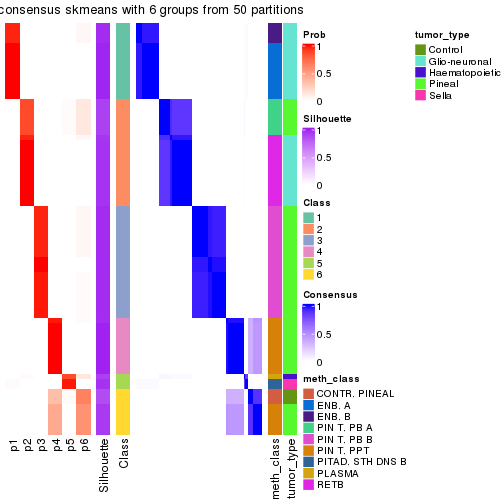 consensus skmeans with 6 groups from 50 partitions
p1
p2
p3
p4
p5
p6
Silhouette
Class
meth_class
tumor_type
Prob
1
0.5
0
Silhouette
1
0.5
0
Class
1
2
3
4
5
6
Consensus
1
0.5
0
meth_class
CONTR. PINEAL
ENB. A
ENB. B
PIN T. PB A
PIN T. PB B
PIN T. PPT
PITAD. STH DNS B
PLASMA
RETB
tumor_type
Control
Glio-neuronal
Haematopoietic
Pineal
Sella